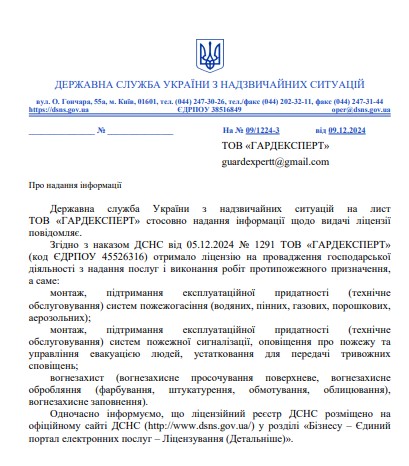 ДЕРЖАВНА СЛУЖБА УКРАЇНИ З НАДЗВИЧАЙНИХ СИТУАЦІЙ
вул. О. Гончара, 55а, м. Київ, 01601, тел. (044) 247-30-26, тел./факс (044) 202-32-11, факс (044) 247-31-44
https://dsns.gov.ua ЄДРПОУ 38516849 oper@dsns.gov.ua
№ На № 09/1224-3 від 09.12.2024
ТОВ «ГАРДЕКСПЕРТ»
guardexpertt@gmail.com
Про надання інформації
Державна служба України з надзвичайних ситуацій на лист
ТОВ «ГАРДЕКСПЕРТ» стосовно надання інформації щодо видачі ліцензії
повідомляє.
Згідно з наказом ДСНС від 05.12.2024 № 1291 ТОВ «ГАРДЕКСПЕРТ»
(код ЄДРПОУ 45526316) отримало ліцензію на провадження господарської
діяльності з надання послуг і виконання робіт протипожежного призначення,
а саме:
монтаж, підтримання експлуатаційної придатності (технічне
обслуговування) систем пожежогасіння (водяних, пінних, газових, порошкових,
аерозольних);
монтаж, підтримання експлуатаційної придатності (технічне
обслуговування) систем пожежної сигналізації, оповіщення про пожежу та
управління евакуацією людей, устатковання для передачі тривожних
сповіщень;
вогнезахист (вогнезахисне просочування поверхневе, вогнезахисне
обробляння (фарбування, штукатурення, обмотування, облицювання),
вогнезахисне заповнення).
Одночасно інформуємо, що ліцензійний реєстр ДСНС розміщено на
офіційному сайті ДСНС (http://www.dsns.gov.ua/) у розділі «Бізнесу – Єдиний
портал електронних послуг – Ліцензування (Детальніше)».